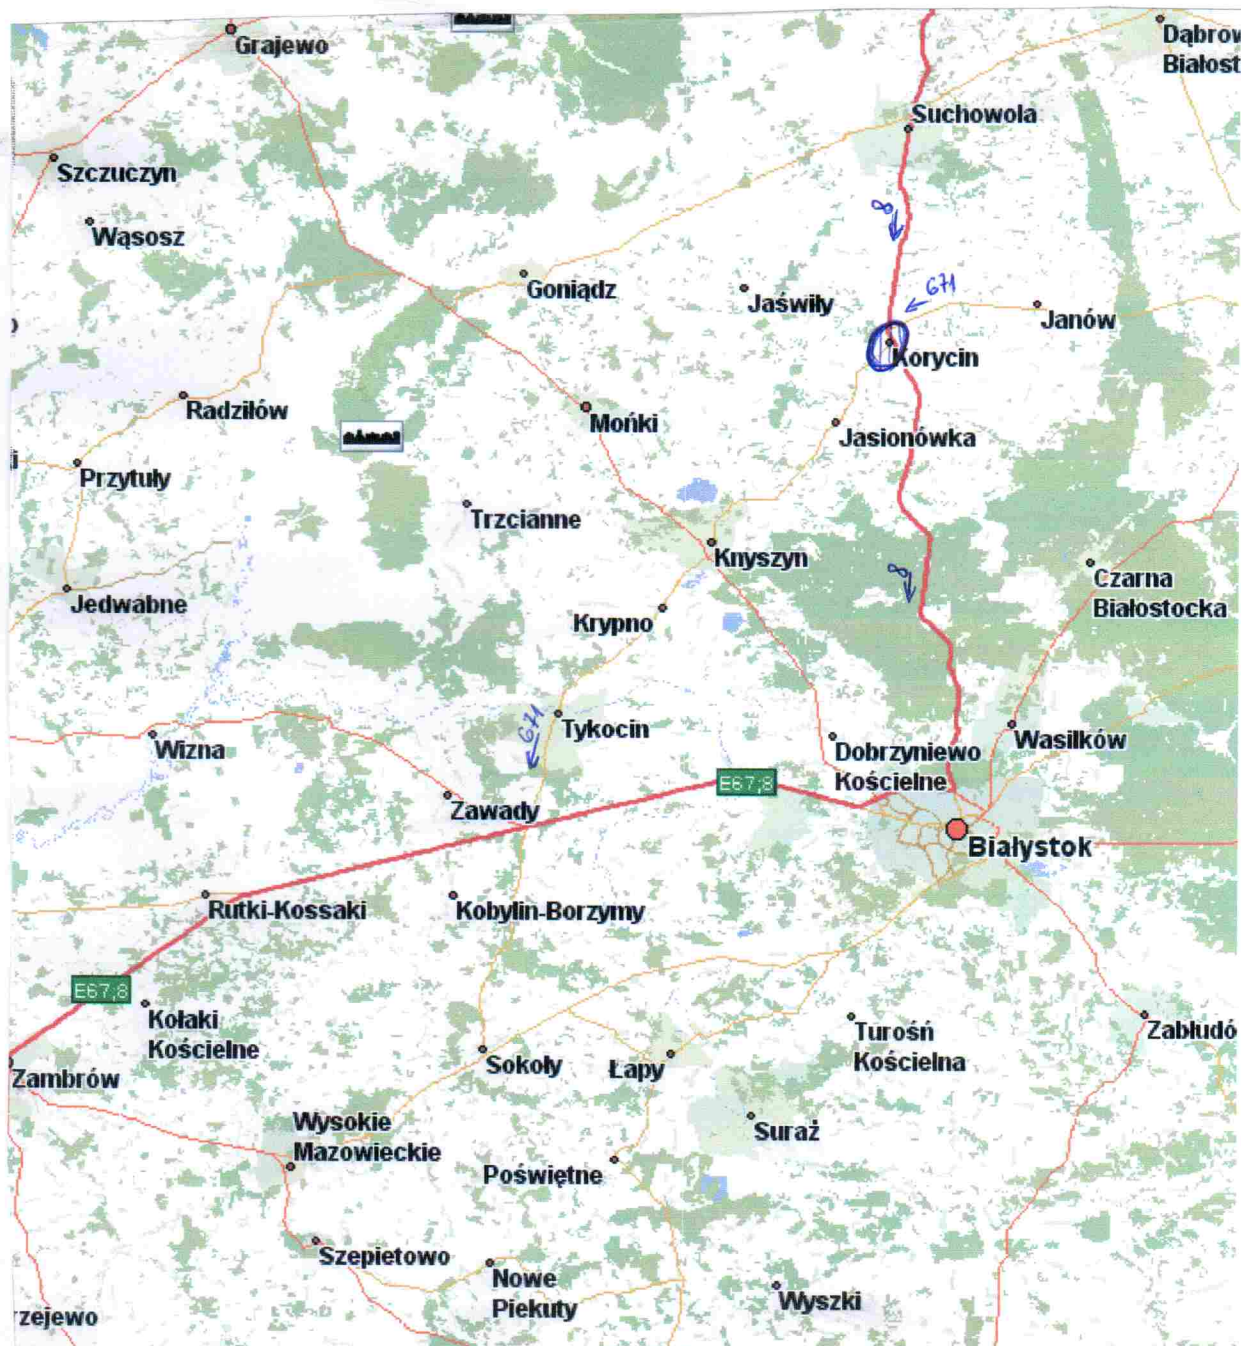 Grajewo
Dąbrow
Białost
Suchowola
Szczuczyn
Wąsosz
8
Goniądz
Jaświły
671
Janów
Korycin
Radziłów
Mońki
Jasionówka
Przytuły
Trzcianne
Knyszyn
8
Czarna
Białostocka
Jedwabne
Krypno
671
Tykocin
Wizna
Dobrzyniewo
Kościelne
Wasilków
E67;8
Zawady
Białystok
Rutki-Kossaki
Kobylin-Borzymy
E67;8
Kołaki
Kościelne
Turośń
Kościelna
Zabłudó
Sokoły
Łapy
Zambrów
Wysokie
Mazowieckie
Suraż
Poświętne
Szepietowo
Nowe
Piekuty
Wyszki
rzejewo